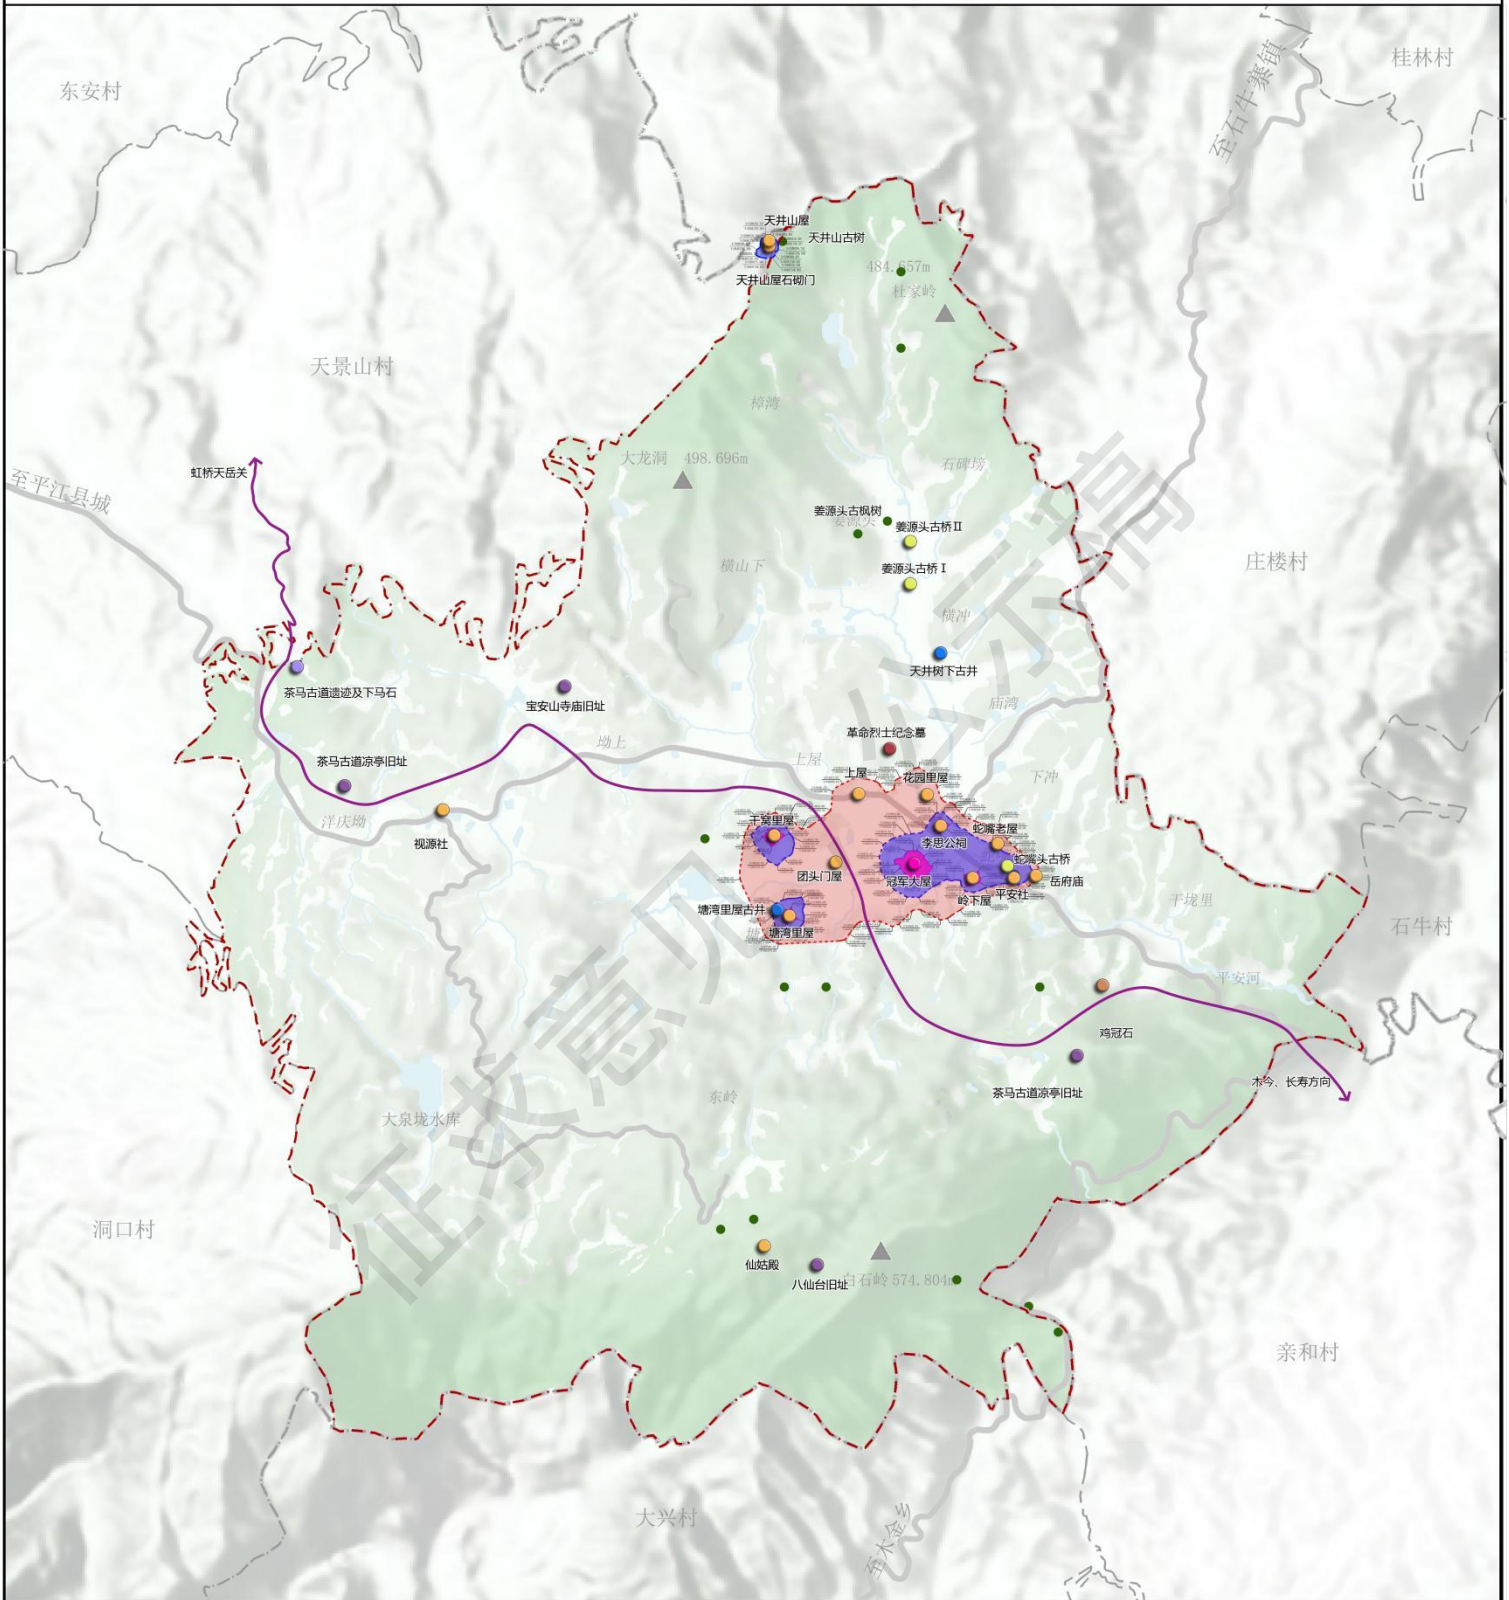 东安村
桂林村
至石牛寨镇
天井山屋
天井山古树
天井山屋石砌门
484.657m
杜家岭
天景山村
樟湾
大龙洞 498.696m
石碑塝
虹桥天岳关
至平江县城
姜源头古枫树
姜源头
姜源头古桥Ⅱ
横山下
姜源头古桥Ⅰ
庄楼村
横冲
天井树下古井
茶马古道遗迹及下马石
宝安山寺庙旧址
庙湾
革命烈士纪念墓
坳上
上屋
茶马古道凉亭旧址
上屋
花园里屋
下冲
洋庆坳
视源社
干窝里屋
李思公祠
蛇嘴老屋
蛇嘴头古桥
团头门屋
冠军大屋
岭下屋
平安社
岳府庙
干垅里
塘湾里屋古井
塘湾里屋
石牛村
平安河
鸡冠石
木今、长寿方向
茶马古道凉亭旧址
东岭
大泉垅水库
洞口村
仙姑殿
八仙台旧址
白石岭 574.804m
亲和村
大兴村
至木金乡
征求意见公示稿